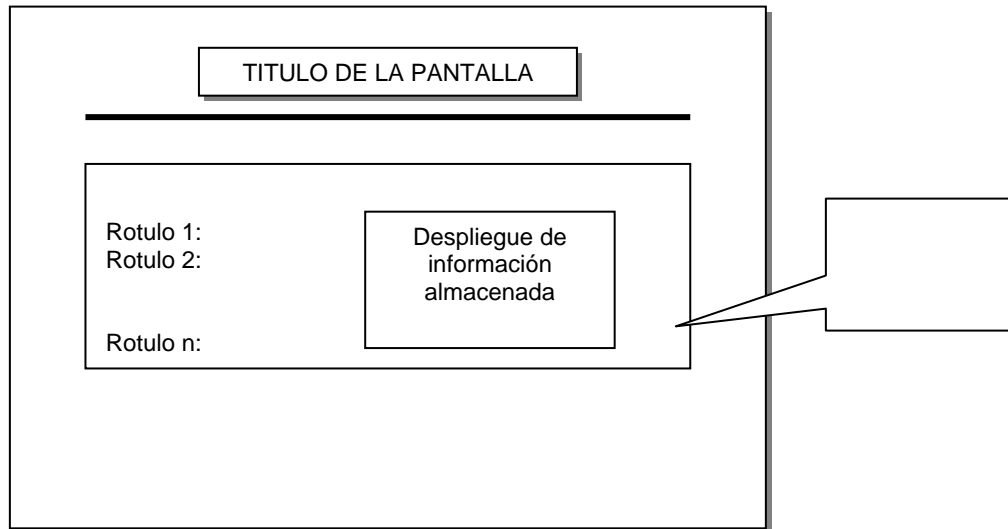 TITULO DE LA PANTALLA
Rotulo 1:
Rotulo 2:
Rotulo n:
Despliegue de
información
almacenada